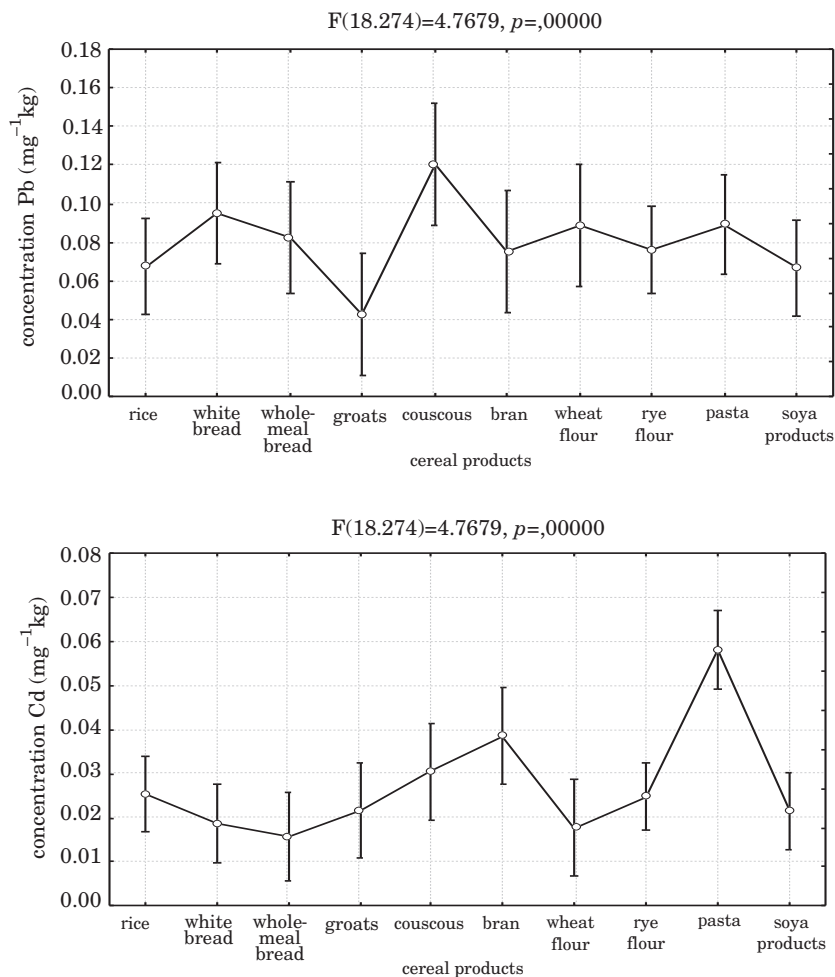 F(18.274)=4.7679, p=,00000
concentration Pb (mg⁻¹kg)
0.18
0.16
0.14
0.12
0.10
0.08
0.06
0.04
0.02
0.00
rice
white
bread
whole-
meal
bread
groats
couscous
bran
wheat
flour
rye
flour
pasta
soya
products
cereal products
F(18.274)=4.7679, p=,00000
concentration Cd (mg⁻¹kg)
0.08
0.07
0.06
0.05
0.04
0.03
0.02
0.01
0.00
rice
white
bread
whole-
meal
bread
groats
couscous
bran
wheat
flour
rye
flour
pasta
soya
products
cereal products